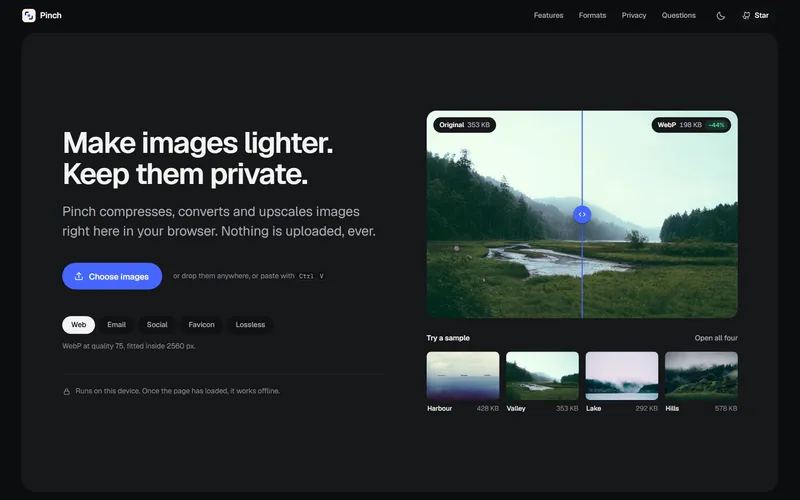 Pinch
Features
Formats
Privacy
Questions
Star
Make images lighter.
Keep them private.
Pinch compresses, converts and upscales images
right here in your browser. Nothing is uploaded, ever.
Choose images
or drop them anywhere, or paste with Ctrl V
Web
Email
Social
Favicon
Lossless
WebP at quality 75, fitted inside 2560 px.
Runs on this device. Once the page has loaded, it works offline.
Original 353 KB
WebP 198 KB −44%
Try a sample
Open all four
Harbour 428 KB
Valley 353 KB
Lake 292 KB
Hills 578 KB